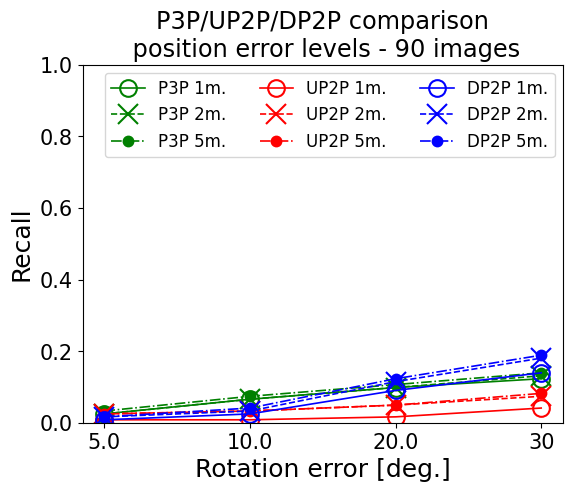 P3P/UP2P/DP2P comparison
position error levels - 90 images
1.0
0.8
0.6
0.4
0.2
0.0
Recall
P3P 1m. UP2P 1m. DP2P 1m.
P3P 2m. UP2P 2m. DP2P 2m.
P3P 5m. UP2P 5m. DP2P 5m.
5.0 10.0 20.0 30
Rotation error [deg.]